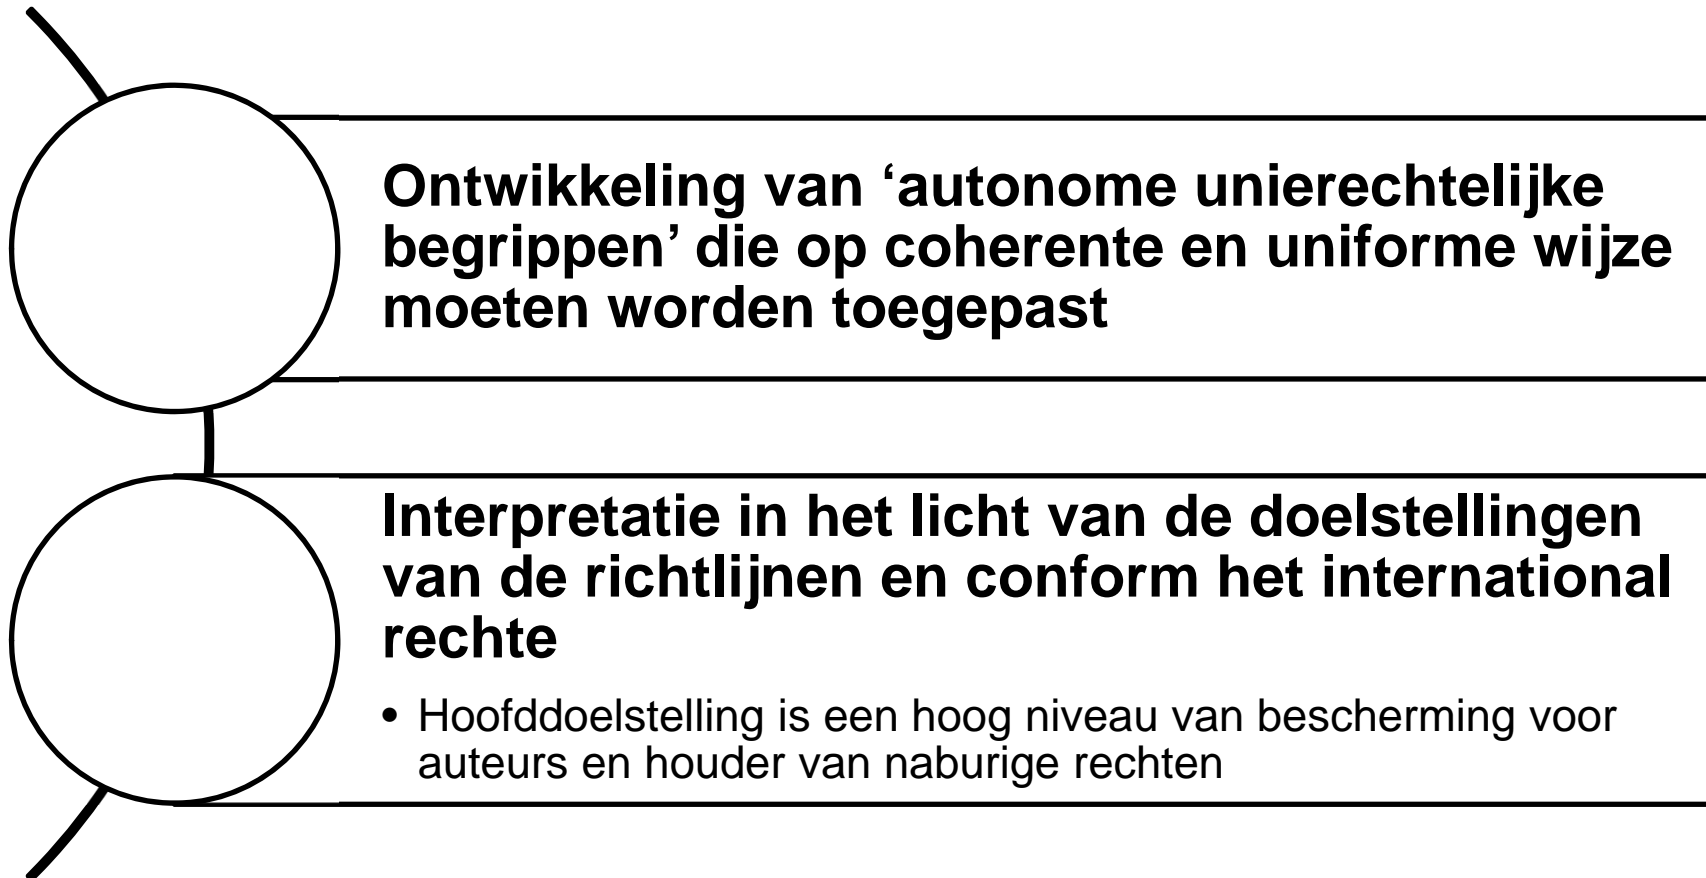 Ontwikkeling van ‘autonome unierechtelijke
begrippen’ die op coherente en uniforme wijze
moeten worden toegepast
Interpretatie in het licht van de doelstellingen
van de richtlijnen en conform het international
rechte
• Hoofddoelstelling is een hoog niveau van bescherming voor
auteurs en houder van naburige rechten